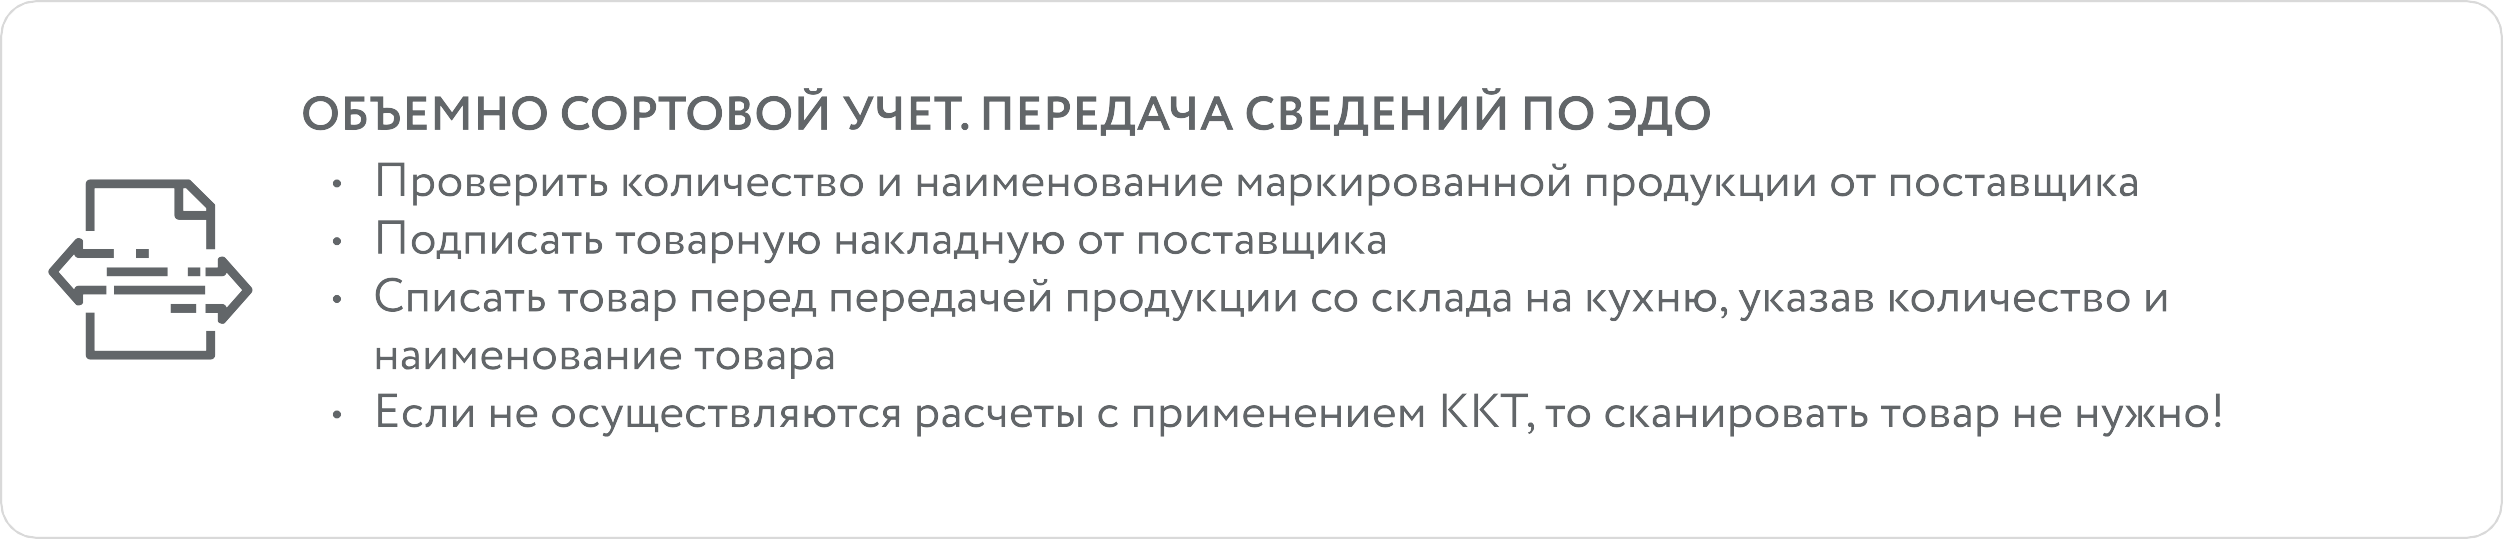 ОБЪЕМНО-СОРТОВОЙ УЧЕТ. ПЕРЕДАЧА СВЕДЕНИЙ ПО ЭДО
• Проверить количество и наименование маркированной продукции от поставщика
• Подписать товарную накладную от поставщика
• Списать товар перед передачей продукции со склада на кухню, указав количество и
наименование товара
• Если не осуществляются расчеты с применением ККТ, то сканировать товар не нужно!